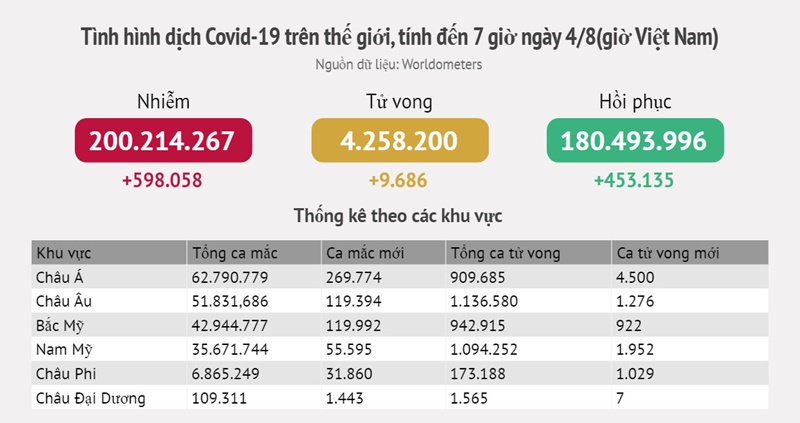 Tình hình dịch Covid-19 trên thế giới, tính đến 7 giờ ngày 4/8(giờ Việt Nam)
Nguồn dữ liệu: Worldometers
Nhiễm Tử vong Hồi phục
200.214.267 4.258.200 180.493.996
+598.058 +9.686 +453.135
Thống kê theo các khu vực
Khu vực Tổng ca mắc Ca mắc mới Tổng ca tử vong Ca tử vong mới
Châu Á 62.790.779 269.774 909.685 4.500
Châu Âu 51.831,686 119.394 1.136.580 1.276
Bắc Mỹ 42.944.777 119.992 942.915 922
Nam Mỹ 35.671.744 55.595 1.094.252 1.952
Châu Phi 6.865.249 31.860 173.188 1.029
Châu Đại Dương 109.311 1.443 1.565 7